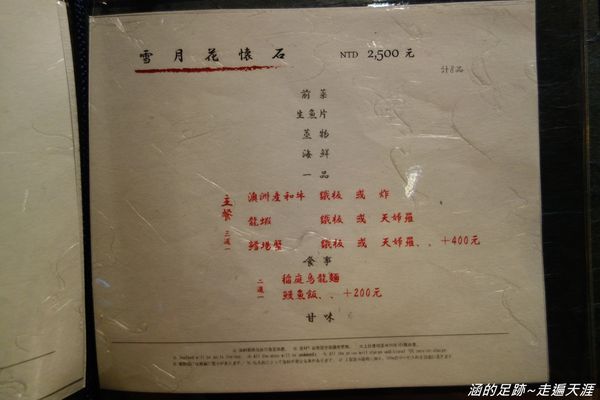 雪月花懷石 NTD 2,500 元
計8品
前菜
生魚片
蒸物
海鮮
一品
主餐 三選一
澳洲產和牛 鐵板 或 炸
龍蝦 鐵板 或 天婦羅
鱈場蟹 鐵板 或 天婦羅、、+400元
食事
二選一
稲庭烏龍麵
鰻魚飯、、+200元
甘味
涵的足跡~走遍天涯